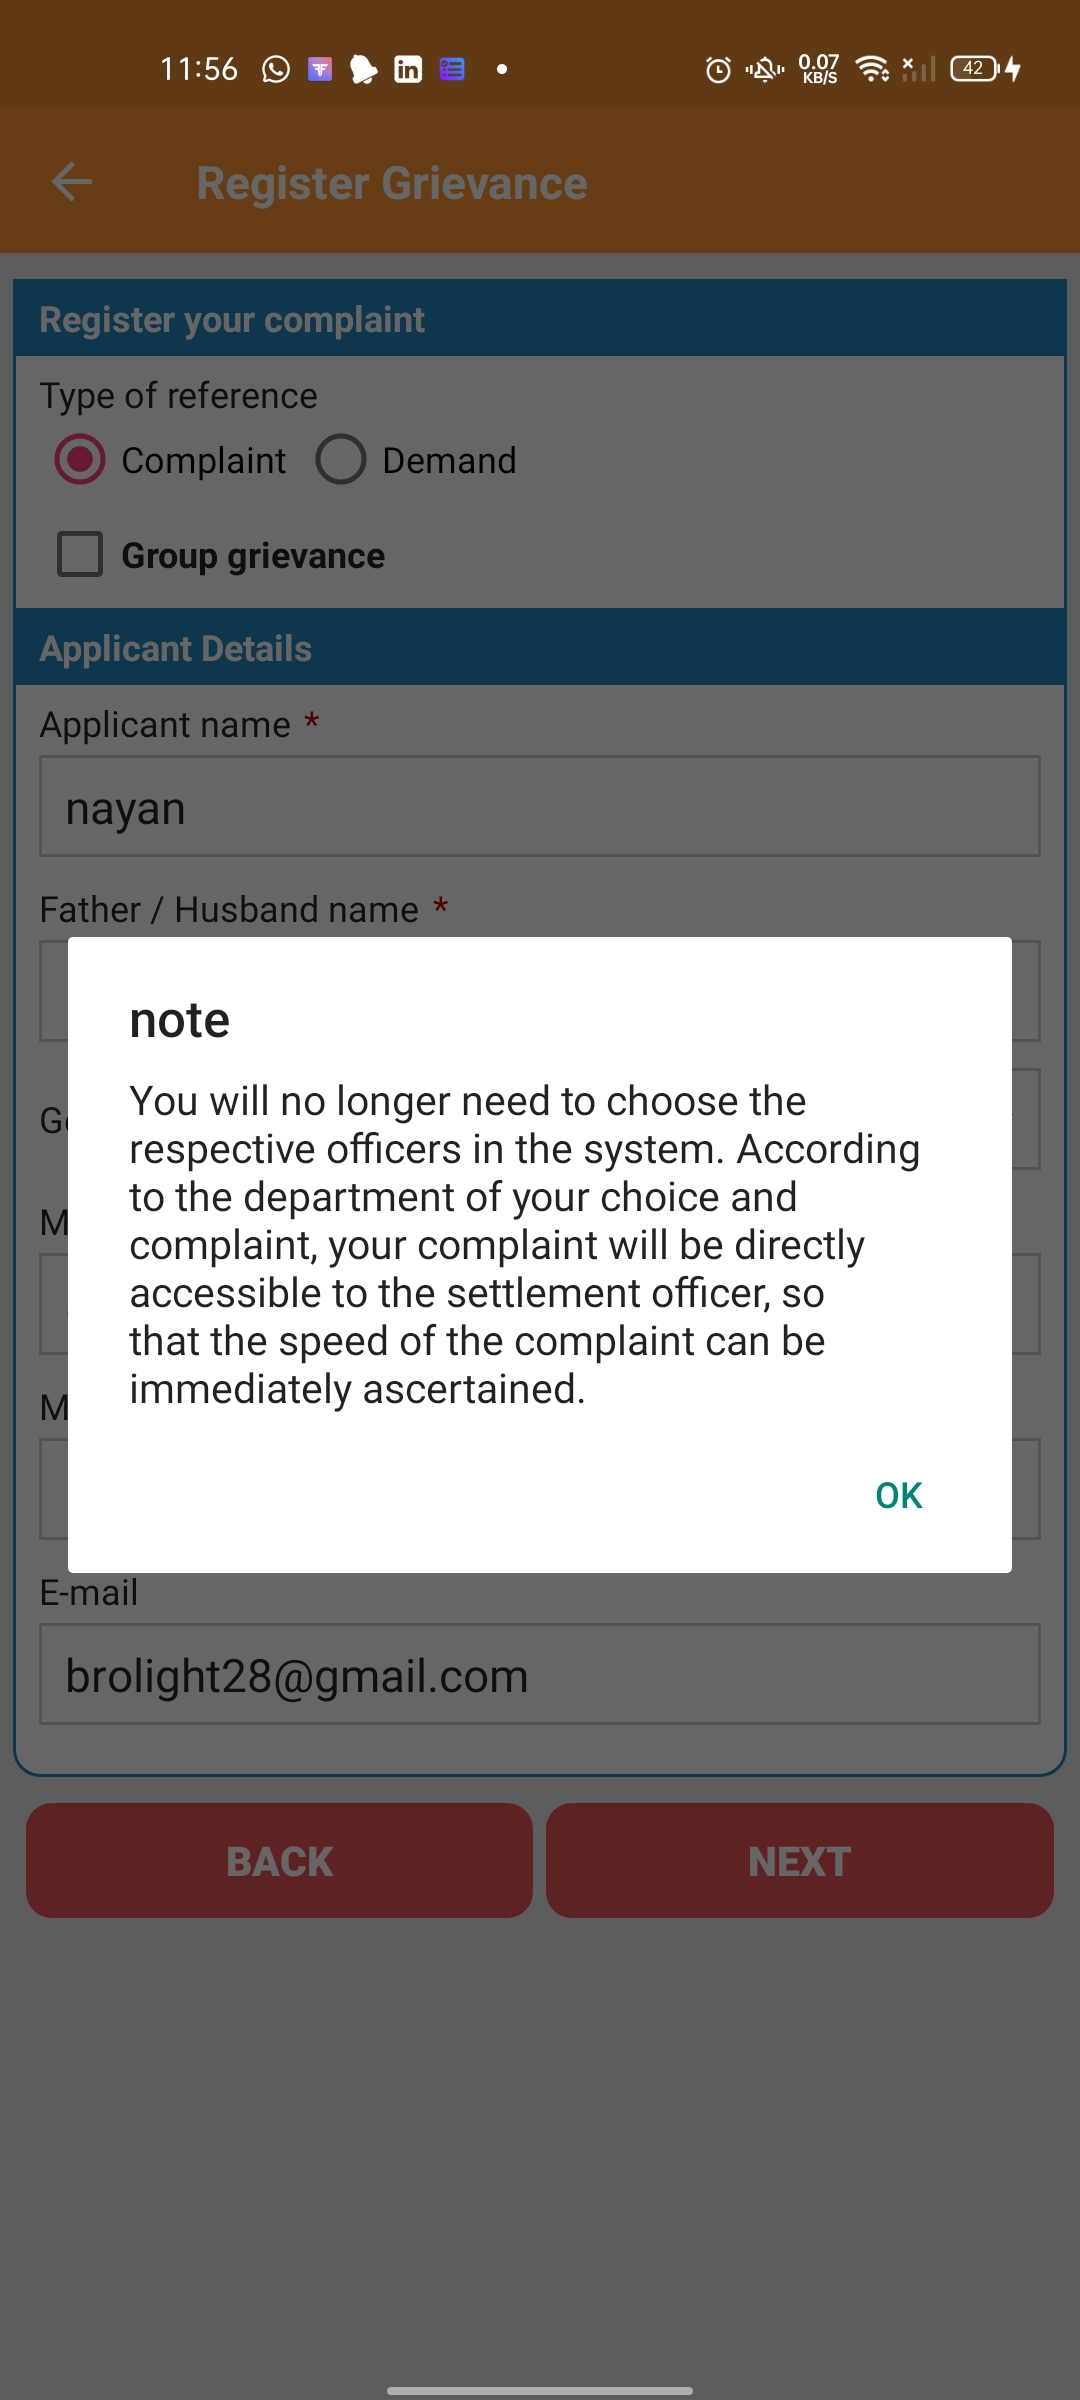 11:56
0.07
KB/S
42
Register Grievance
Register your complaint
Type of reference
Complaint Demand
Group grievance
Applicant Details
Applicant name *
nayan
Father / Husband name *
note
You will no longer need to choose the
respective officers in the system. According
to the department of your choice and
complaint, your complaint will be directly
accessible to the settlement officer, so
that the speed of the complaint can be
immediately ascertained.
OK
E-mail
brolight28@gmail.com
BACK NEXT